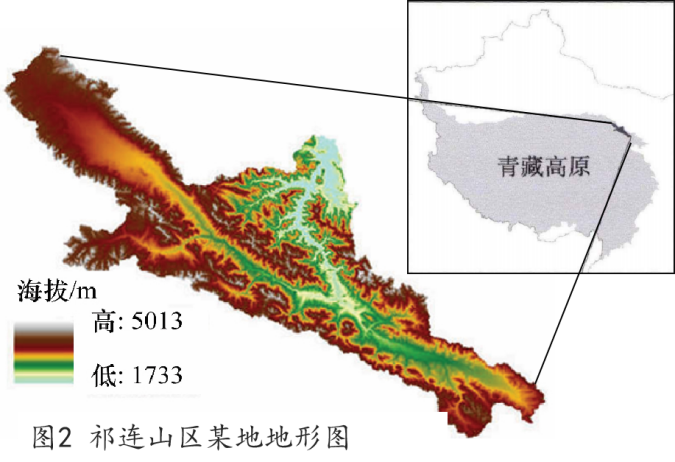 青藏高原
海拔/m
高: 5013
低: 1733
图2 祁连山区某地地形图